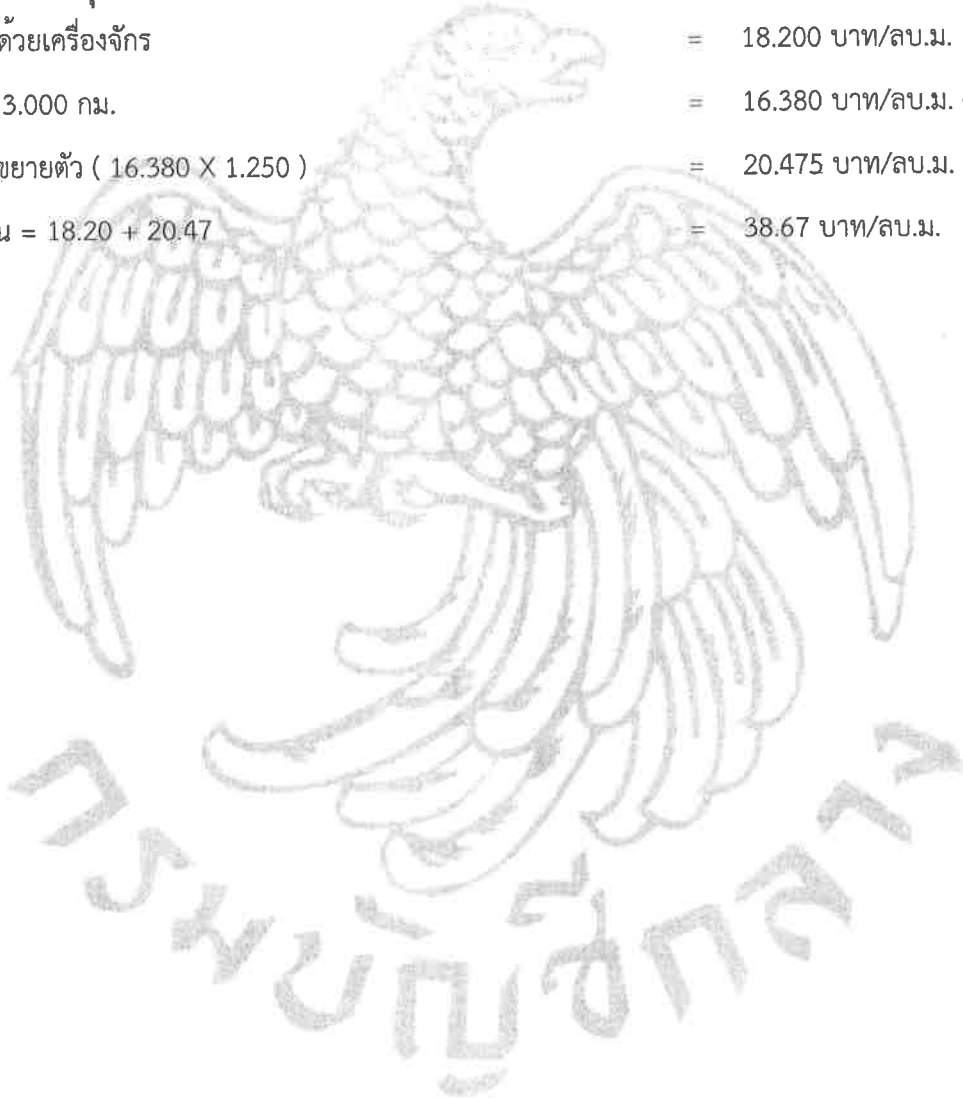 ด้วยเครื่องจักร = 18.200 บาท/ลบ.ม.
3.000 กม. = 16.380 บาท/ลบ.ม.
ขยายตัว ( 16.380 X 1.250 ) = 20.475 บาท/ลบ.ม.
น = 18.20 + 20.47 = 38.67 บาท/ลบ.ม.
กรมบัญชีกลาง